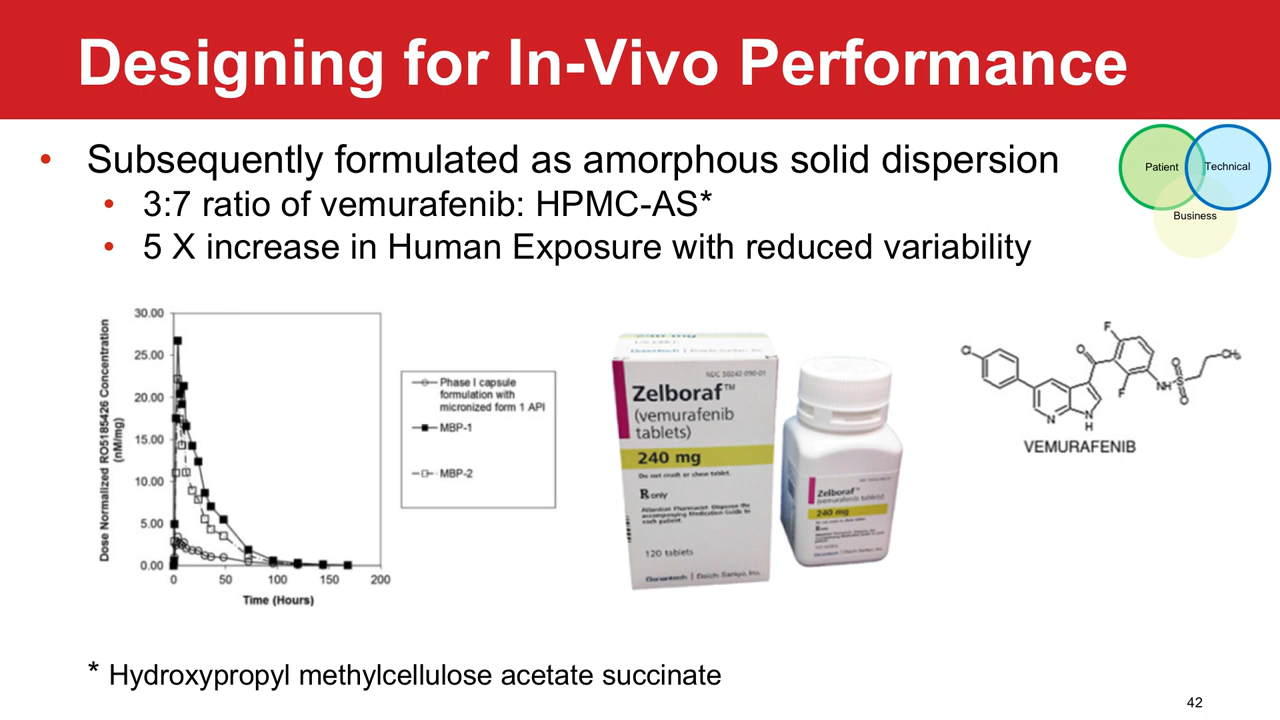 Designing for In-Vivo Performance
• Subsequently formulated as amorphous solid dispersion
• 3:7 ratio of vemurafenib: HPMC-AS*
• 5 X increase in Human Exposure with reduced variability
Patient
Technical
Business
Dose Normalized RO5185426 Concentration
(nM/mg)
30.00
25.00
20.00
15.00
10.00
5.00
0.00
0
50
100
150
200
Time (Hours)
Phase I capsule
formulation with
micronized form 1 API
MBP-1
MBP-2
NDC 50242-090-01
Zelboraf™
(vemurafenib
tablets)
240 mg
Do not crush or chew tablet.
R only
Attention Pharmacist: Dispense the
accompanying Medication Guide to
each patient.
120 tablets
Genentech | Daiichi Sankyo, Inc.
Zelboraf™
(vemurafenib tablets)
240 mg
Cl
O
F
F
NH
S
O
O
CH3
N
N
H
VEMURAFENIB
* Hydroxypropyl methylcellulose acetate succinate
42